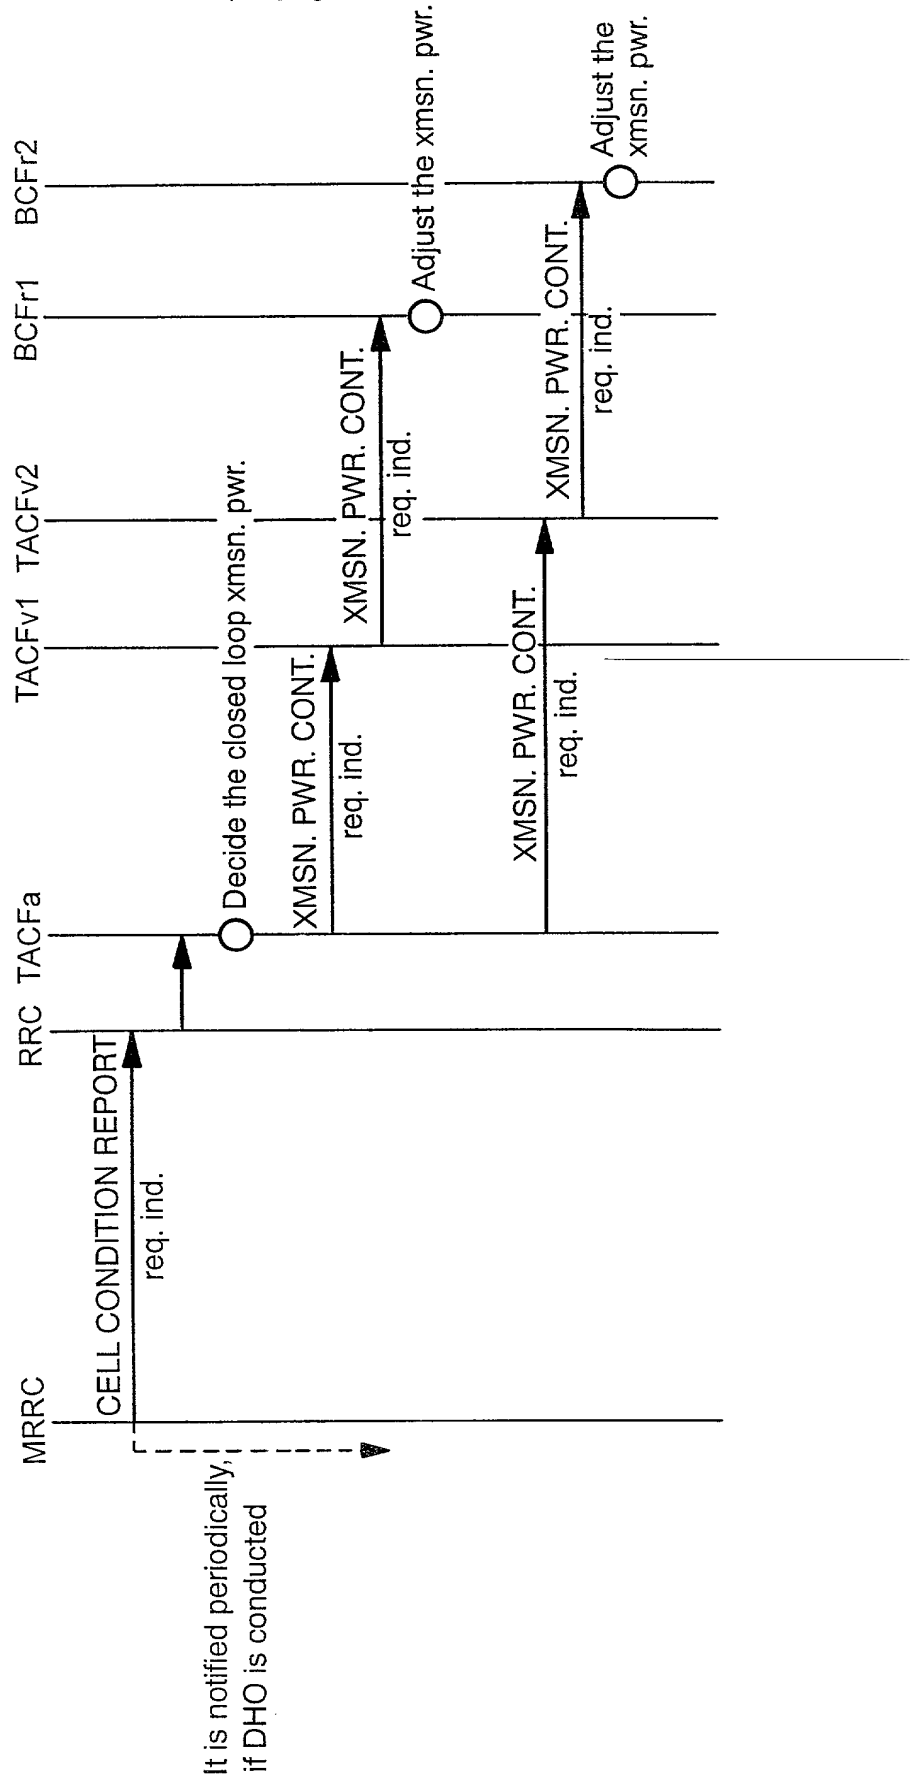 MRRC
RRC
TACFa
TACFv1
TACFv2
BCFr1
BCFr2
CELL CONDITION REPORT
req. ind.
It is notified periodically,
if DHO is conducted
Decide the closed loop xmsn. pwr.
XMSN. PWR. CONT.
req. ind.
XMSN. PWR. CONT.
req. ind.
Adjust the xmsn. pwr.
XMSN. PWR. CONT.
req. ind.
XMSN. PWR. CONT.
req. ind.
Adjust the
xmsn. pwr.